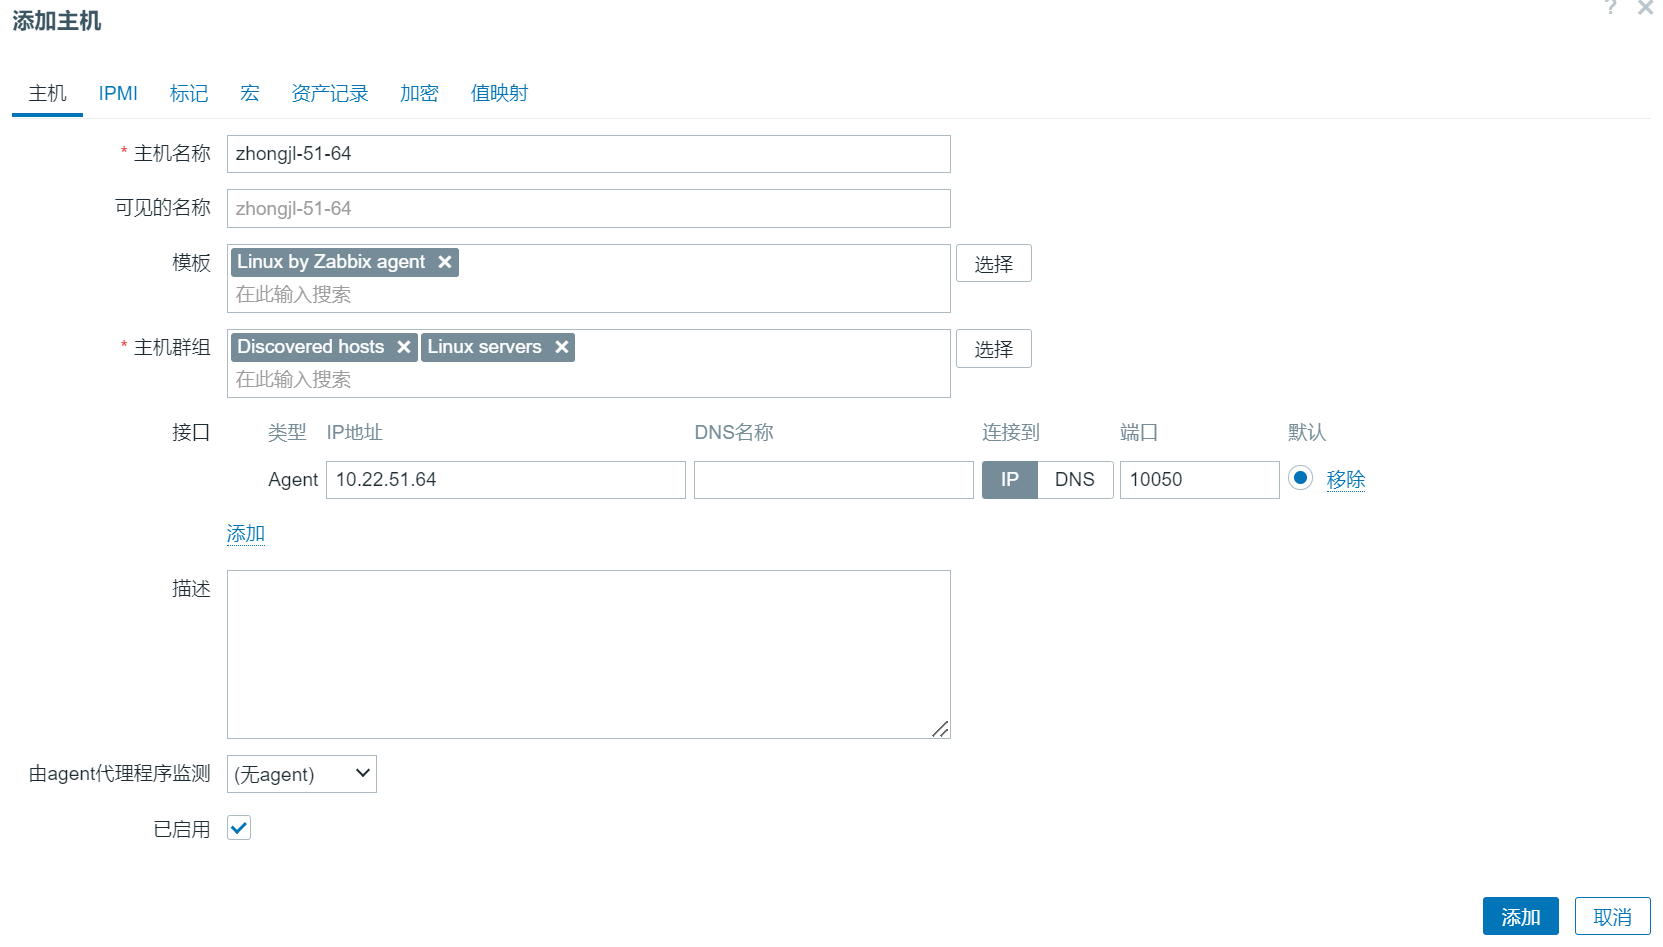 添加主机 ? ×
主机 IPMI 标记 宏 资产记录 加密 值映射
* 主机名称 zhongjl-51-64
可见的名称 zhongjl-51-64
模板 Linux by Zabbix agent × 选择
在此输入搜索
* 主机群组 Discovered hosts × Linux servers × 选择
在此输入搜索
接口 类型 IP地址 DNS名称 连接到 端口 默认
Agent 10.22.51.64 IP DNS 10050 移除
添加
描述
由agent代理程序监测 (无agent)
已启用
添加 取消